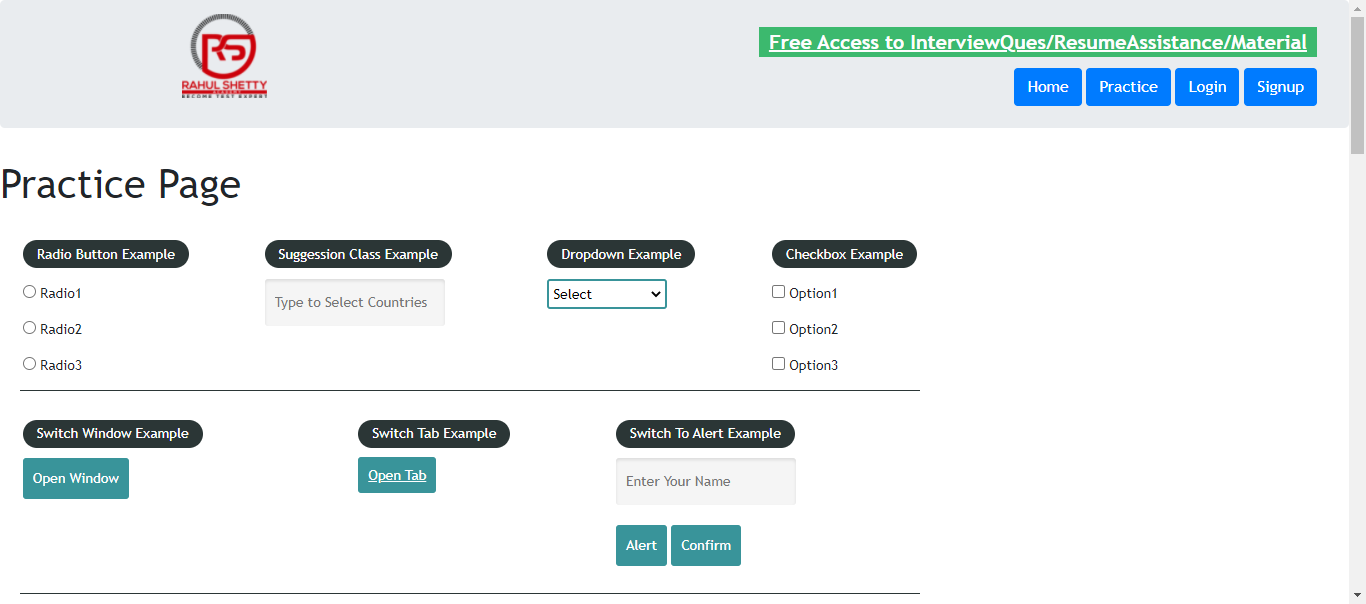 RS
RAHUL SHETTY
ACADEMY
BECOME TEST EXPERT
Free Access to InterviewQues/ResumeAssistance/Material
Home Practice Login Signup
Practice Page
Radio Button Example
Radio1
Radio2
Radio3
Suggession Class Example
Type to Select Countries
Dropdown Example
Select
Checkbox Example
Option1
Option2
Option3
Switch Window Example
Open Window
Switch Tab Example
Open Tab
Switch To Alert Example
Enter Your Name
Alert Confirm